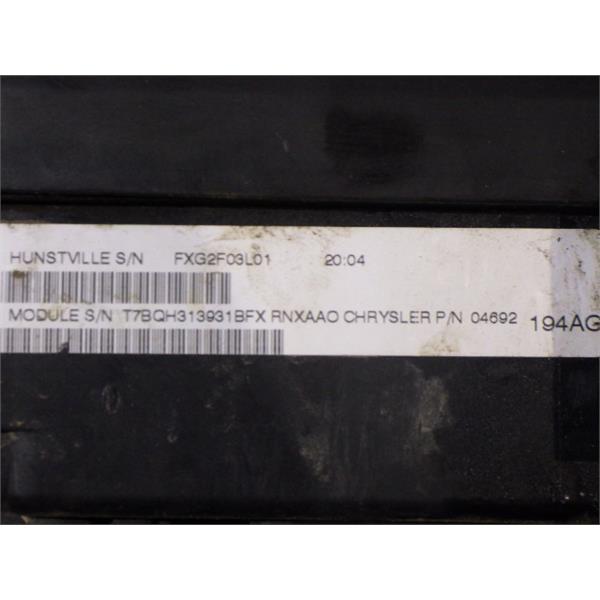 HUNSTVILLE S/N FXG2F03L01 20:04
MODULE S/N T7BQH313931BFX RNXAAO CHRYSLER P/N 04692 194AG